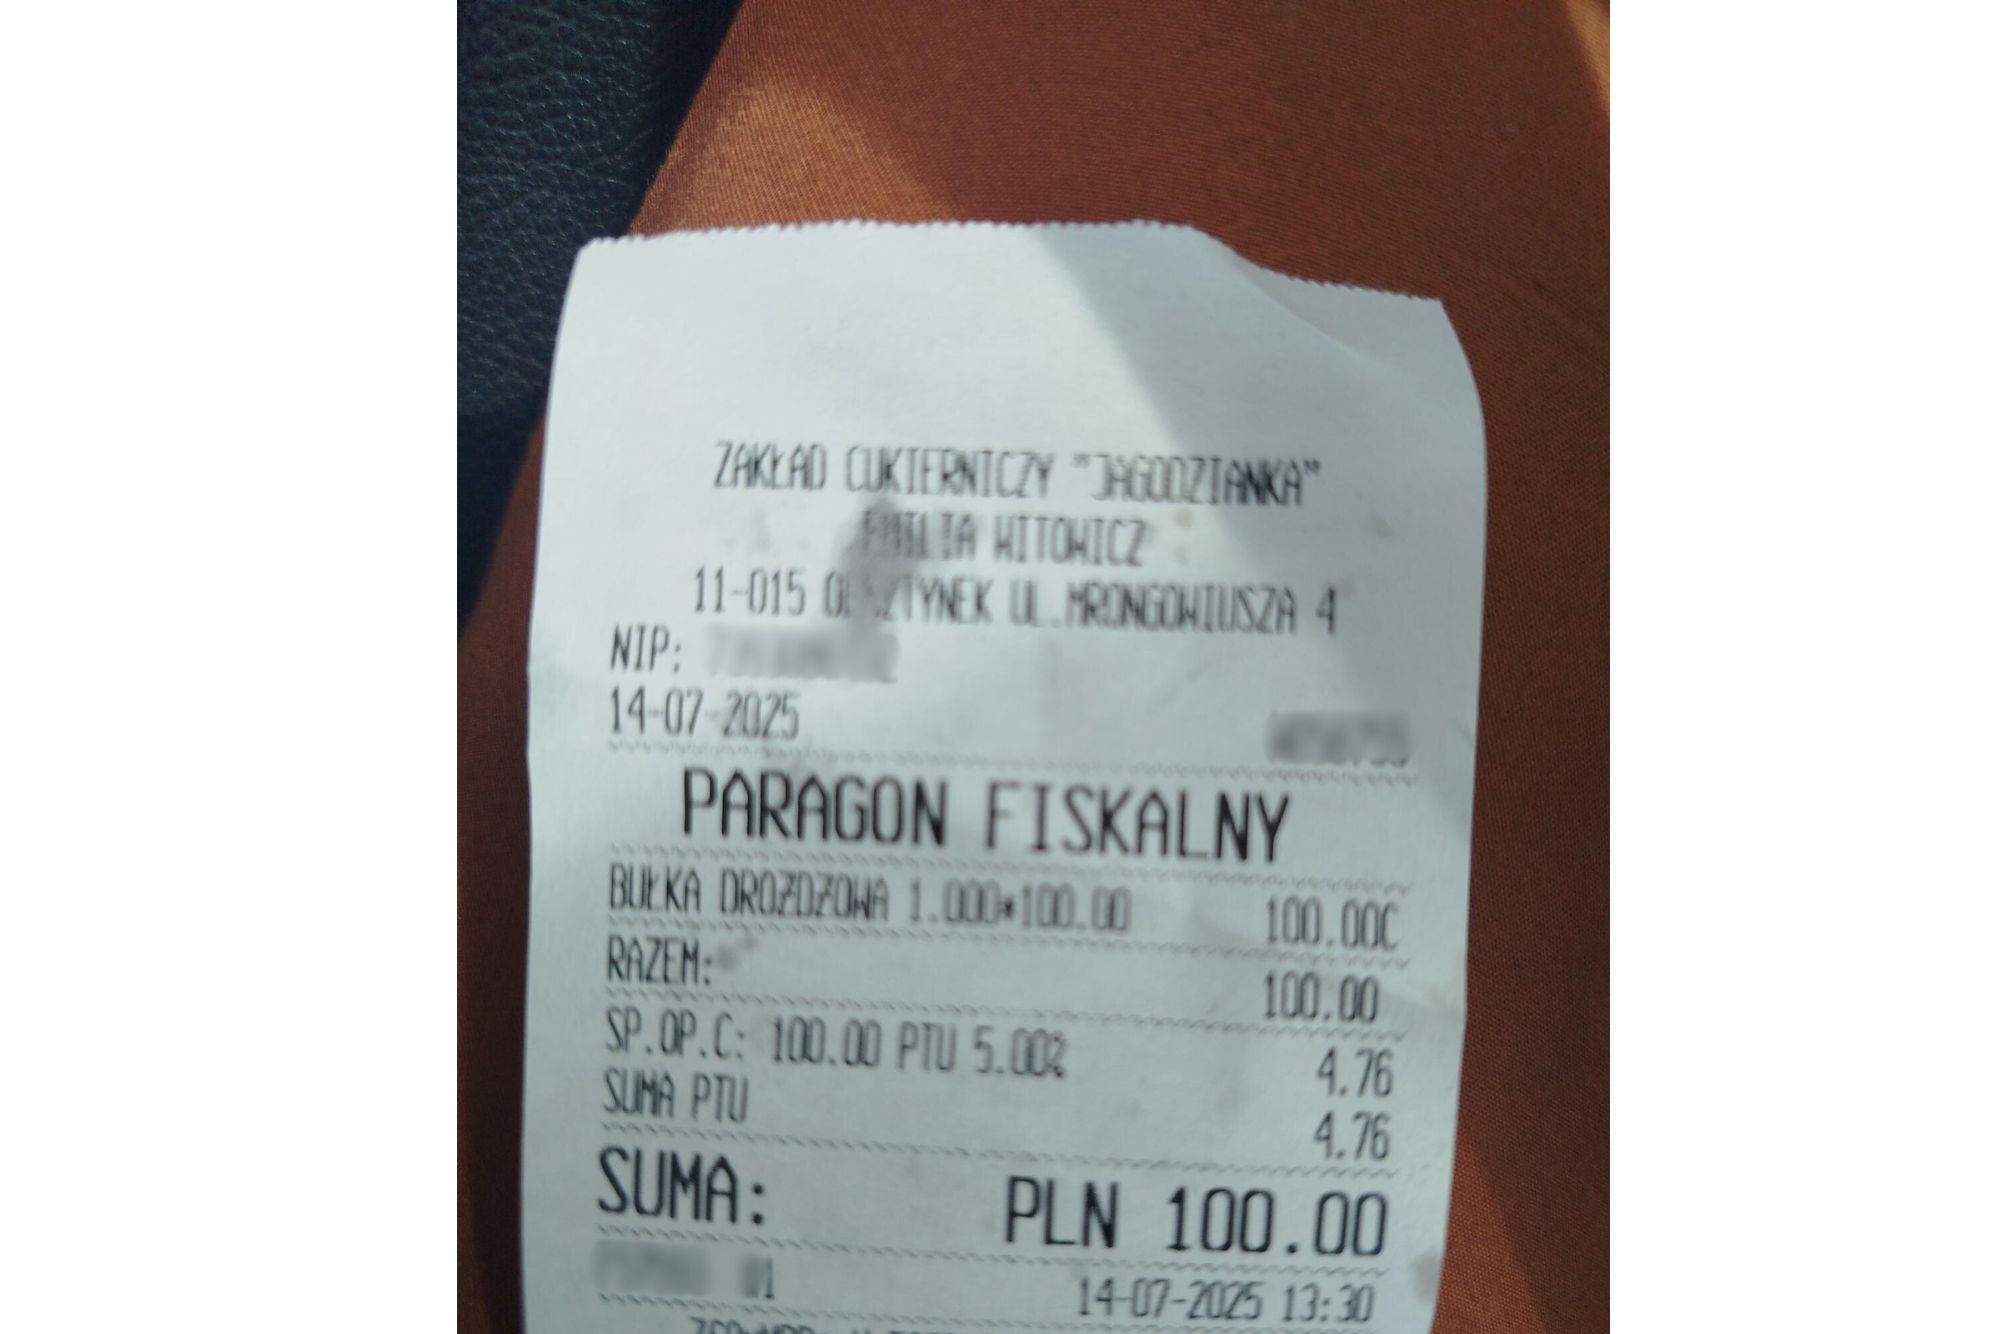 ZAKŁAD CUKIERNICZY "JAGODZIANKA"
EMILIA WITOWICZ
11-015 OLSZTYNEK UL.MRONGOWIUSZA 4
NIP:
14-07-2025
PARAGON FISKALNY
BUŁKA DROŻDŻOWA 1.000*100.00 100.00C
RAZEM: 100.00
SP.OP.C: 100.00 PTU 5.00% 4.76
SUMA PTU 4.76
SUMA: PLN 100.00
14-07-2025 13:30